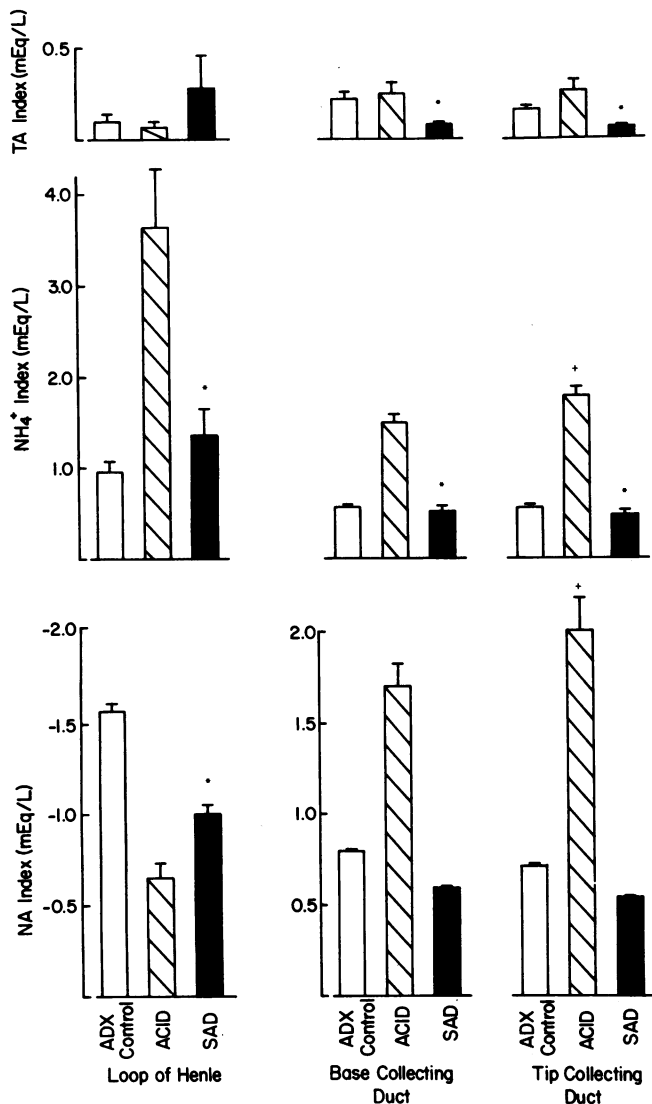 TA Index (mEq/L)
0.5
NH₄⁺ Index (mEq/L)
4.0
3.0
2.0
1.0
+
NA Index (mEq/L)
-2.0
-1.5
-1.0
-0.5
2.0
1.5
1.0
0.5
+
ADX Control
ACID
SAD
ADX Control
ACID
SAD
ADX Control
ACID
SAD
Loop of Henle
Base Collecting
Duct
Tip Collecting
Duct